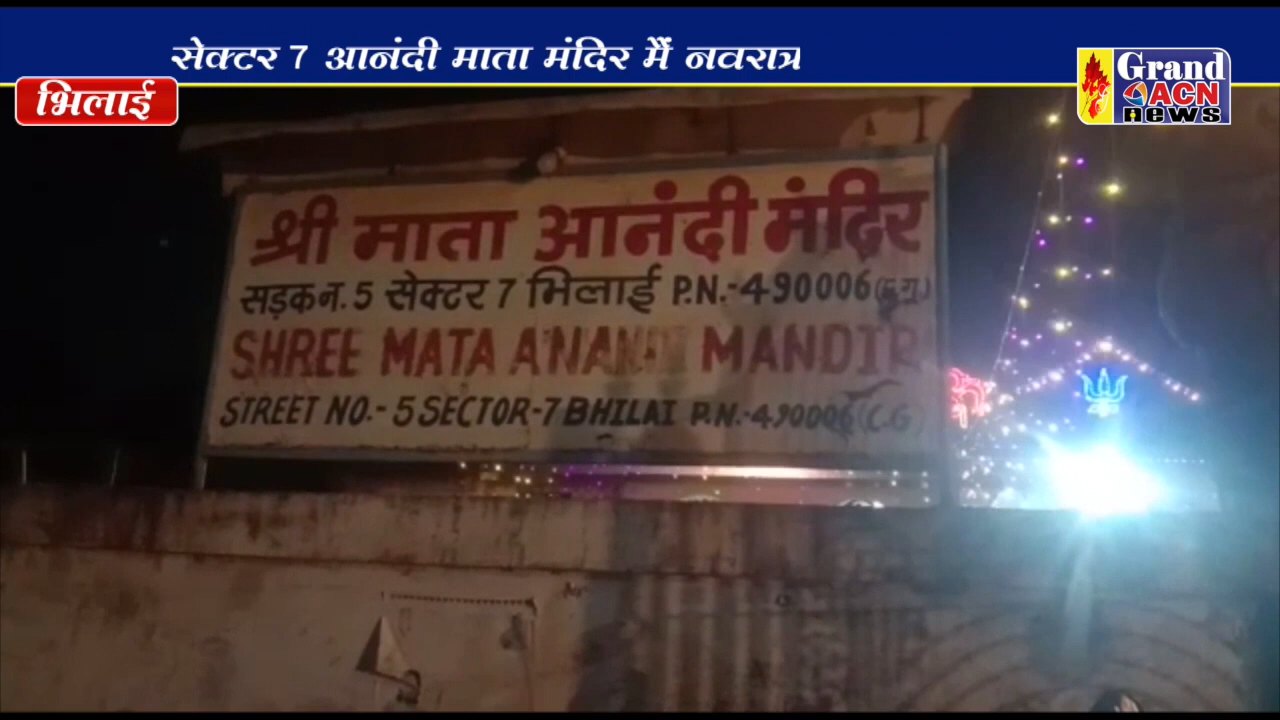 सेक्टर 7 आनंदी माता मंदिर मैं नवरात्र
भिलाई
Grand
ACN
news
श्री माता आनंदी मंदिर
सड़क न. 5 सेक्टर 7 भिलाई P.N.-490006 (छ.ग.)
SHREE MATA ANANDI MANDIR
STREET NO.- 5 SECTOR-7 BHILAI P.N.-490006 (C.G)